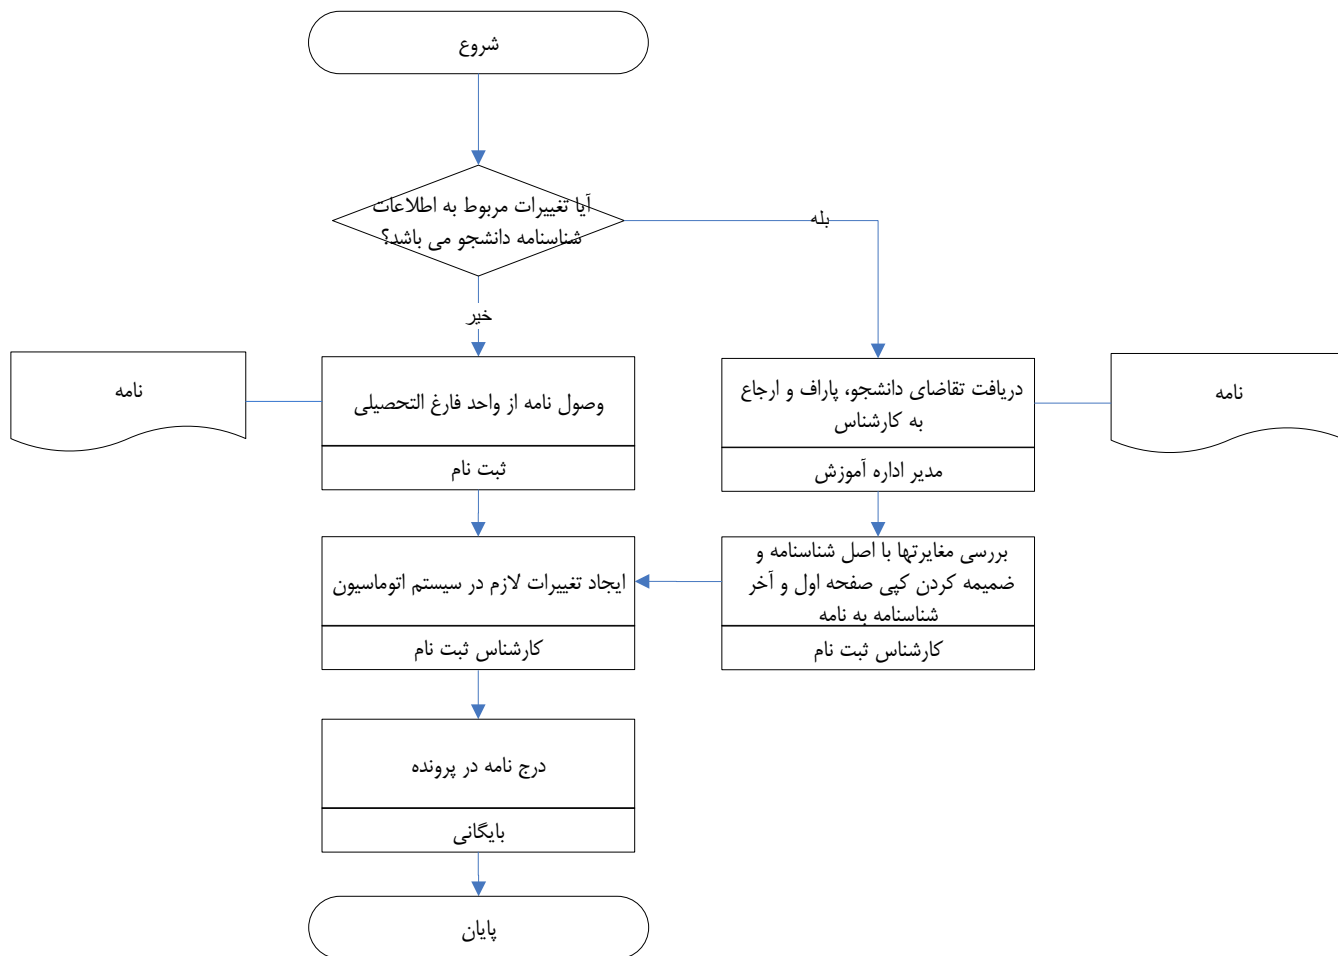 شروع
آیا تغییرات مربوط به اطلاعات
شناسنامه دانشجو می باشد؟
بله
خیر
نامه
دریافت تقاضای دانشجو، پاراف و ارجاع
به کارشناس
مدیر اداره آموزش
وصول نامه از واحد فارغ التحصیلی
ثبت نام
نامه
بررسی مغایرتها با اصل شناسنامه و
ضمیمه کردن کپی صفحه اول و آخر
شناسنامه به نامه
کارشناس ثبت نام
ایجاد تغییرات لازم در سیستم اتوماسیون
کارشناس ثبت نام
درج نامه در پرونده
بایگانی
پایان